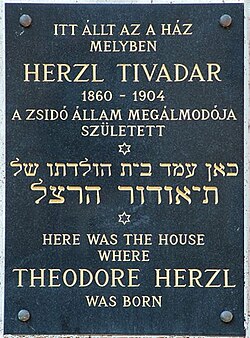 ITT ÁLLT AZ A HÁZ
MELYBEN
HERZL TIVADAR
1860 - 1904
A ZSIDÓ ÁLLAM MEGÁLMODÓJA
SZÜLETETT
כאן עמד בית הולדתו של
תיאודור הרצל
HERE WAS THE HOUSE
WHERE
THEODORE HERZL
WAS BORN